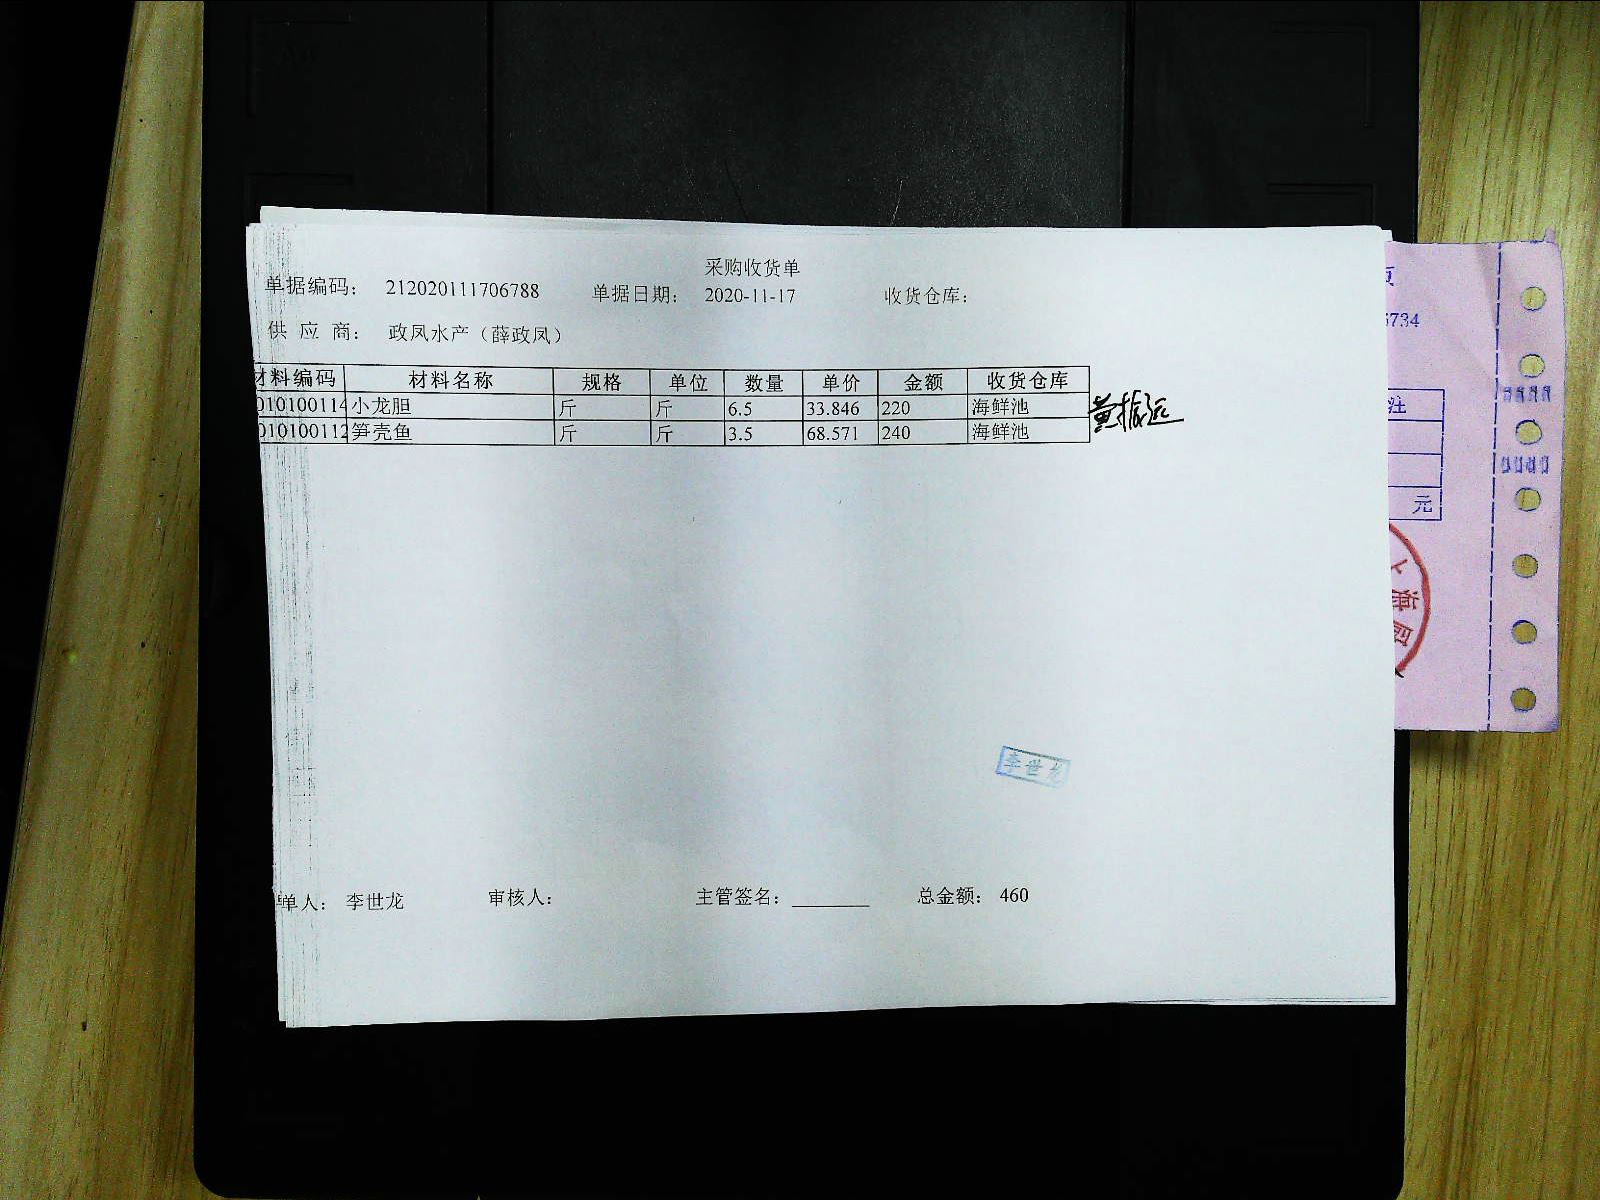 采购收货单
单据编码： 212020111706788 单据日期： 2020-11-17 收货仓库：
供 应 商： 政凤水产（薛政凤）
材料编码 材料名称 规格 单位 数量 单价 金额 收货仓库
010100114 小龙胆 斤 斤 6.5 33.846 220 海鲜池
010100112 笋壳鱼 斤 斤 3.5 68.571 240 海鲜池
黄振远
李世龙
单人： 李世龙 审核人： 主管签名： 总金额： 460
6734
注
元